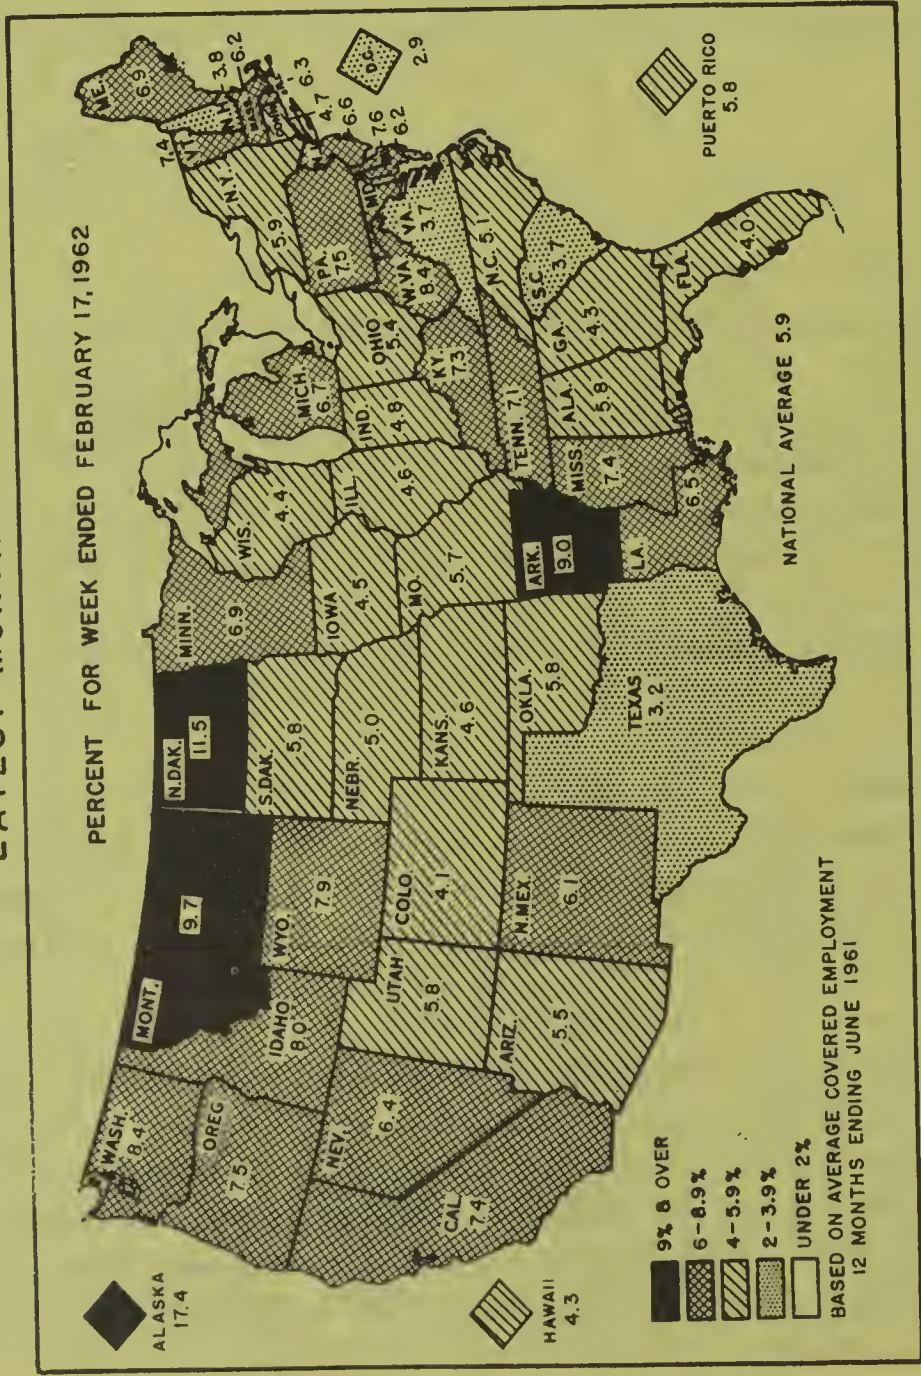 PERCENT FOR WEEK ENDED FEBRUARY 17, 1962
ALASKA
17.4
HAWAII
4.3
WASH.
8.4
OREG.
7.5
CAL.
7.4
NEV.
6.4
IDAHO
8.0
MONT.
9.7
WYO.
7.9
UTAH
5.8
ARIZ.
5.5
COLO.
4.1
N.MEX.
6.1
N.DAK.
11.5
S.DAK.
5.8
NEBR.
5.0
KANS.
4.6
OKLA.
5.8
TEXAS
3.2
MINN.
6.9
IOWA
4.5
MO.
5.7
ARK.
9.0
LA.
6.5
WIS.
4.4
ILL.
4.6
MICH.
6.7
IND.
4.8
OHIO
5.4
KY.
7.3
TENN. 7.1
MISS.
7.4
ALA.
5.8
GA.
4.3
FLA.
4.0
S.C.
3.7
N.C. 5.1
VA.
3.7
W.VA.
8.4
PA.
7.5
N.Y.
5.9
MD.
VT.
7.4
N.H.
ME.
6.9
3.8
6.2
6.3
4.7
6.6
7.6
6.2
D.C.
2.9
PUERTO RICO
5.8
NATIONAL AVERAGE 5.9
9% & OVER
6-8.9%
4-5.9%
2-3.9%
UNDER 2%
BASED ON AVERAGE COVERED EMPLOYMENT
12 MONTHS ENDING JUNE 1961